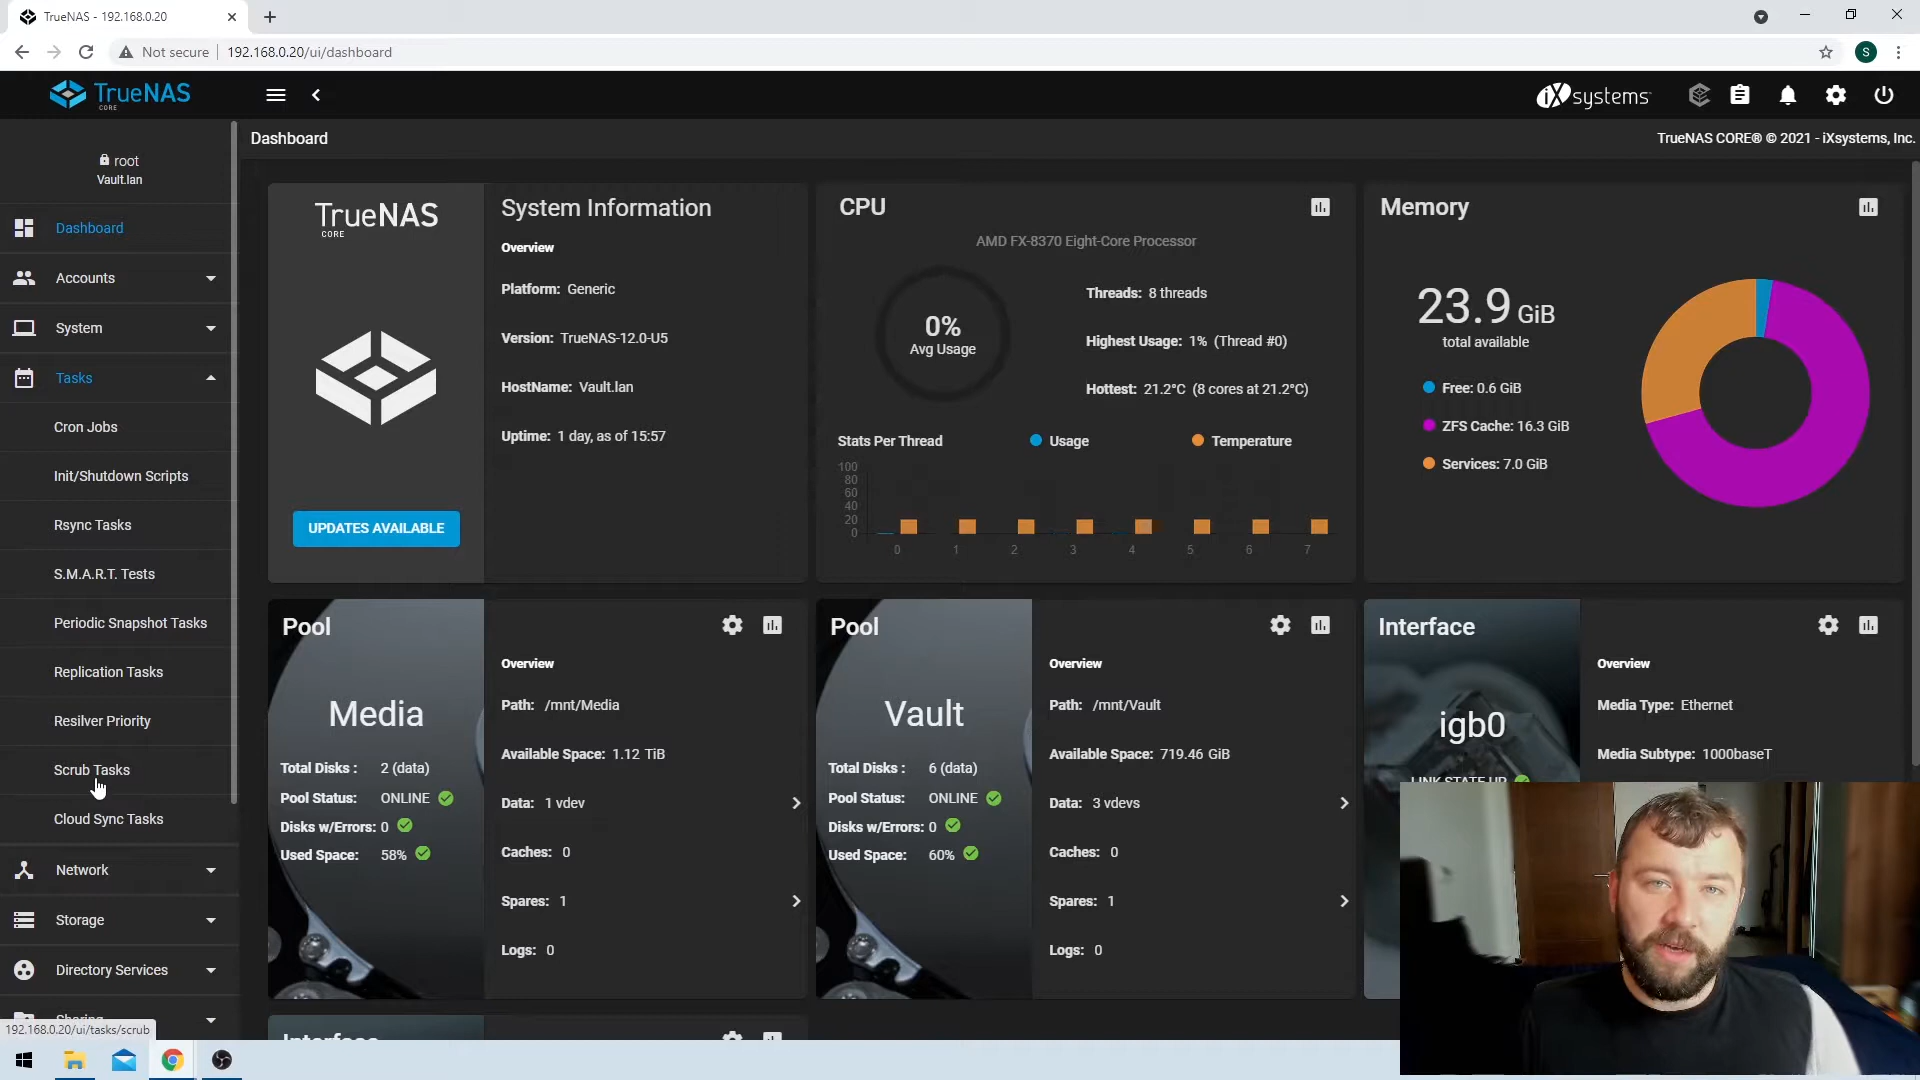 TrueNAS - 192.168.0.20
Not secure
192.168.0.20/ui/dashboard
S
TrueNAS
CORE
iXsystems
root
Vault.lan
Dashboard
Accounts
System
Tasks
Cron Jobs
Init/Shutdown Scripts
Rsync Tasks
S.M.A.R.T. Tests
Periodic Snapshot Tasks
Replication Tasks
Resilver Priority
Scrub Tasks
Cloud Sync Tasks
Network
Storage
Directory Services
Sharing
192.168.0.20/ui/tasks/scrub
Dashboard
TrueNAS CORE® © 2021 - iXsystems, Inc.
TrueNAS
CORE
UPDATES AVAILABLE
System Information
Overview
Platform: Generic
Version: TrueNAS-12.0-U5
HostName: Vault.lan
Uptime: 1 day, as of 15:57
CPU
AMD FX-8370 Eight-Core Processor
0%
Avg Usage
Threads: 8 threads
Highest Usage: 1% (Thread #0)
Hottest: 21.2°C (8 cores at 21.2°C)
Stats Per Thread
Usage
Temperature
100
80
60
40
20
0
0 1 2 3 4 5 6 7
Memory
23.9 GiB
total available
Free: 0.6 GiB
ZFS Cache: 16.3 GiB
Services: 7.0 GiB
Pool
Media
Total Disks : 2 (data)
Pool Status: ONLINE
Disks w/Errors: 0
Used Space: 58%
Overview
Path: /mnt/Media
Available Space: 1.12 TiB
Data: 1 vdev
Caches: 0
Spares: 1
Logs: 0
Pool
Vault
Total Disks : 6 (data)
Pool Status: ONLINE
Disks w/Errors: 0
Used Space: 60%
Overview
Path: /mnt/Vault
Available Space: 719.46 GiB
Data: 3 vdevs
Caches: 0
Spares: 1
Logs: 0
Interface
igb0
LINK STATE UP
Overview
Media Type: Ethernet
Media Subtype: 1000baseT
Interface